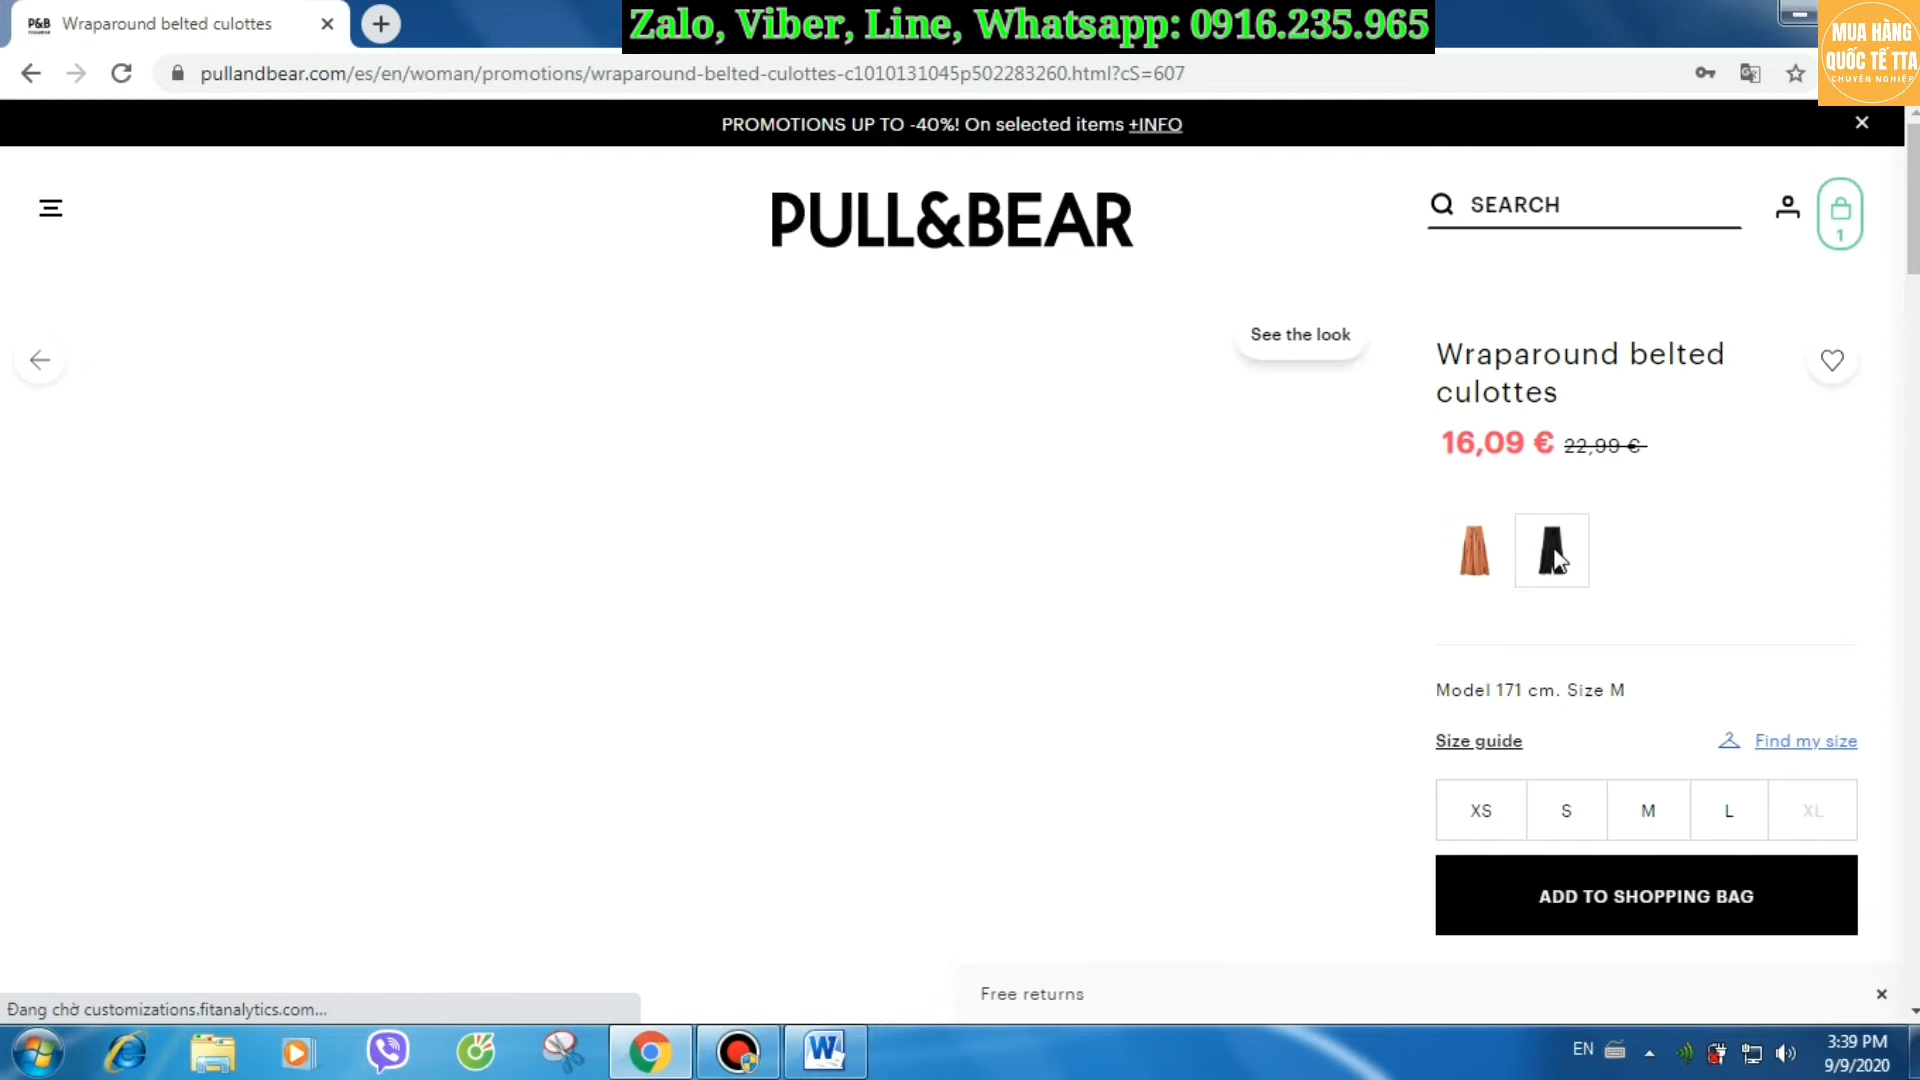 P&B Wraparound belted culottes
Zalo, Viber, Line, Whatsapp: 0916.235.965
MUA HÀNG
QUỐC TẾ TTA
CHUYÊN NGHIỆP
pullandbear.com/es/en/woman/promotions/wraparound-belted-culottes-c1010131045p502283260.html?cS=607
PROMOTIONS UP TO -40%! On selected items +INFO
PULL&BEAR
SEARCH
1
See the look
Wraparound belted
culottes
16,09 € 22,99 €
Model 171 cm. Size M
Size guide
Find my size
XS S M L XL
ADD TO SHOPPING BAG
Free returns
Đang chờ customizations.fitanalytics.com...
EN
3:39 PM
9/9/2020